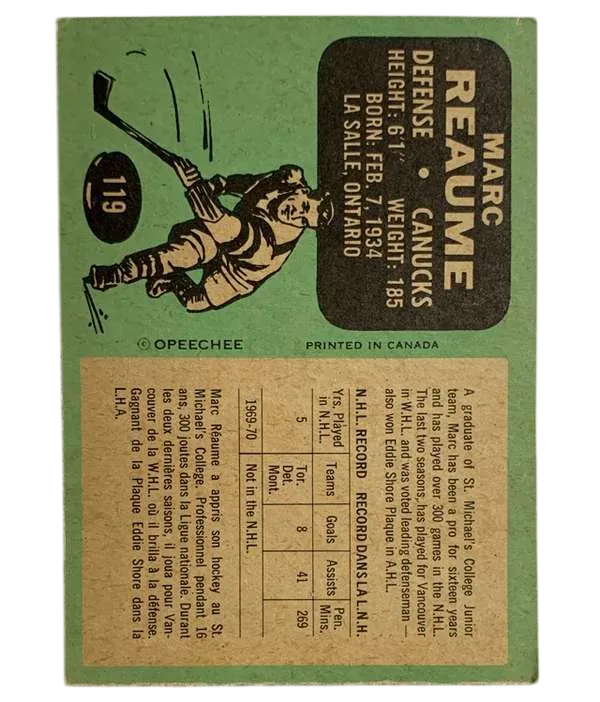 MARC
REAUME
DEFENSE • CANUCKS
HEIGHT: 6'1" WEIGHT: 185
BORN: FEB. 7, 1934
LA SALLE, ONTARIO
119
© OPEECHEE PRINTED IN CANADA
A graduate of St. Michael's College Junior
team, Marc has been a pro for sixteen years
and has played over 300 games in the N.H.L.
The last two seasons, has played for Vancouver
in W.H.L. and was voted leading defenseman —
also won Eddie Shore Plaque in A.H.L.
N.H.L. RECORD RECORD DANS LA L.N.H.
Yrs. Played in N.H.L. Teams Goals Assists Pen. Mins.
5 Tor. Det. Mont. 8 41 269
1969-70 Not in the N.H.L.
Marc Réaume a appris son hockey au St.
Michael's College. Professionnel pendant 16
ans, 300 joutes dans la Ligue nationale. Durant
les deux dernières saisons, il joua pour Van-
couver de la W.H.L. où il brilla à la défense.
Gagnant de la Plaque Eddie Shore dans la
L.H.A.